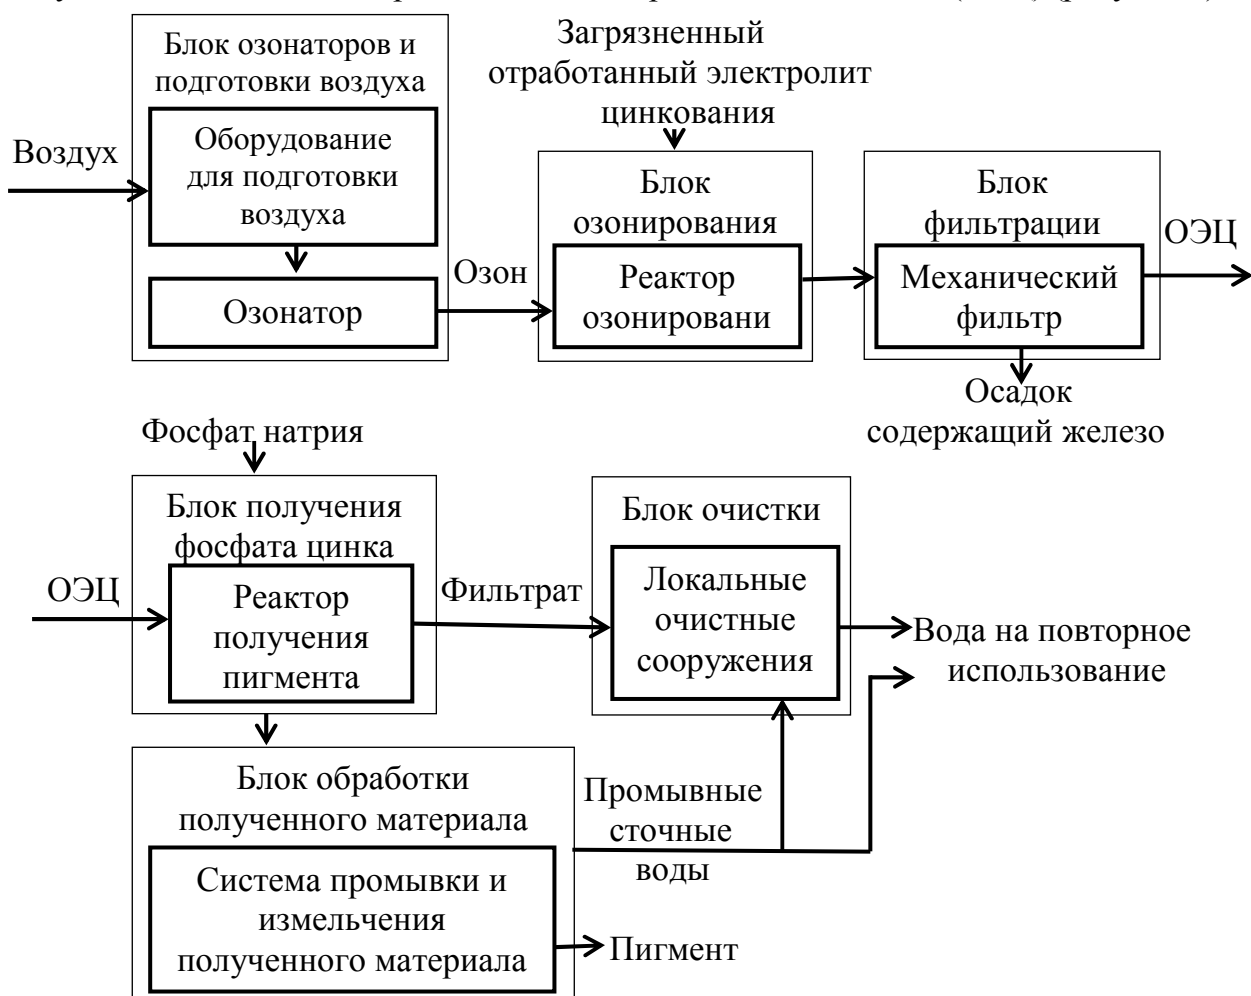 Блок озонаторов и
подготовки воздуха
Оборудование
для подготовки
воздуха
Воздух
Озонатор
Озон
Загрязненный
отработанный электролит
цинкования
Блок
озонирования
Реактор
озонировани
Блок
фильтрации
Механический
фильтр
ОЭЦ
Осадок
содержащий железо
Фосфат натрия
Блок получения
фосфата цинка
ОЭЦ
Реактор
получения
пигмента
Фильтрат
Блок очистки
Локальные
очистные
сооружения
Вода на повторное
использование
Блок обработки
полученного материала
Система промывки и
измельчения
полученного материала
Промывные
сточные
воды
Пигмент